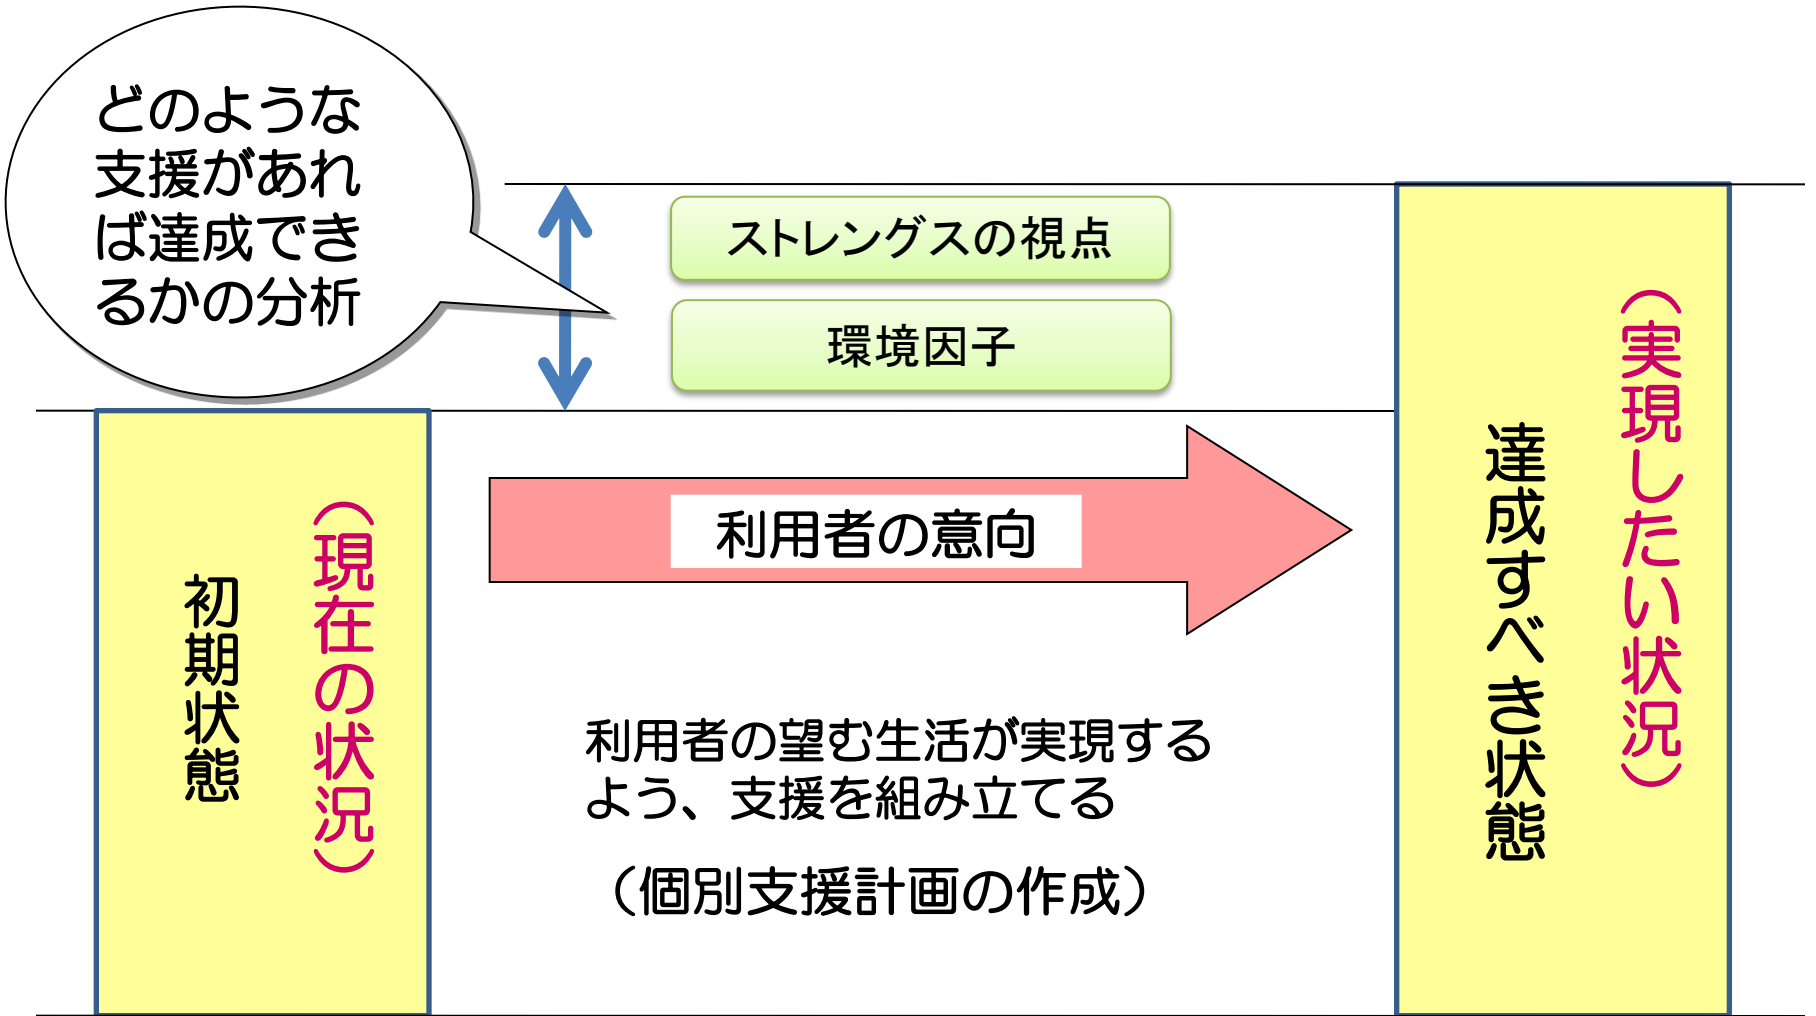 どのような
支援があれ
ば達成でき
るかの分析
ストレングスの視点
環境因子
利用者の意向
(現在の状況)
初期状態
(実現したい状況)
達成すべき状態
利用者の望む生活が実現する
よう、支援を組み立てる
(個別支援計画の作成)